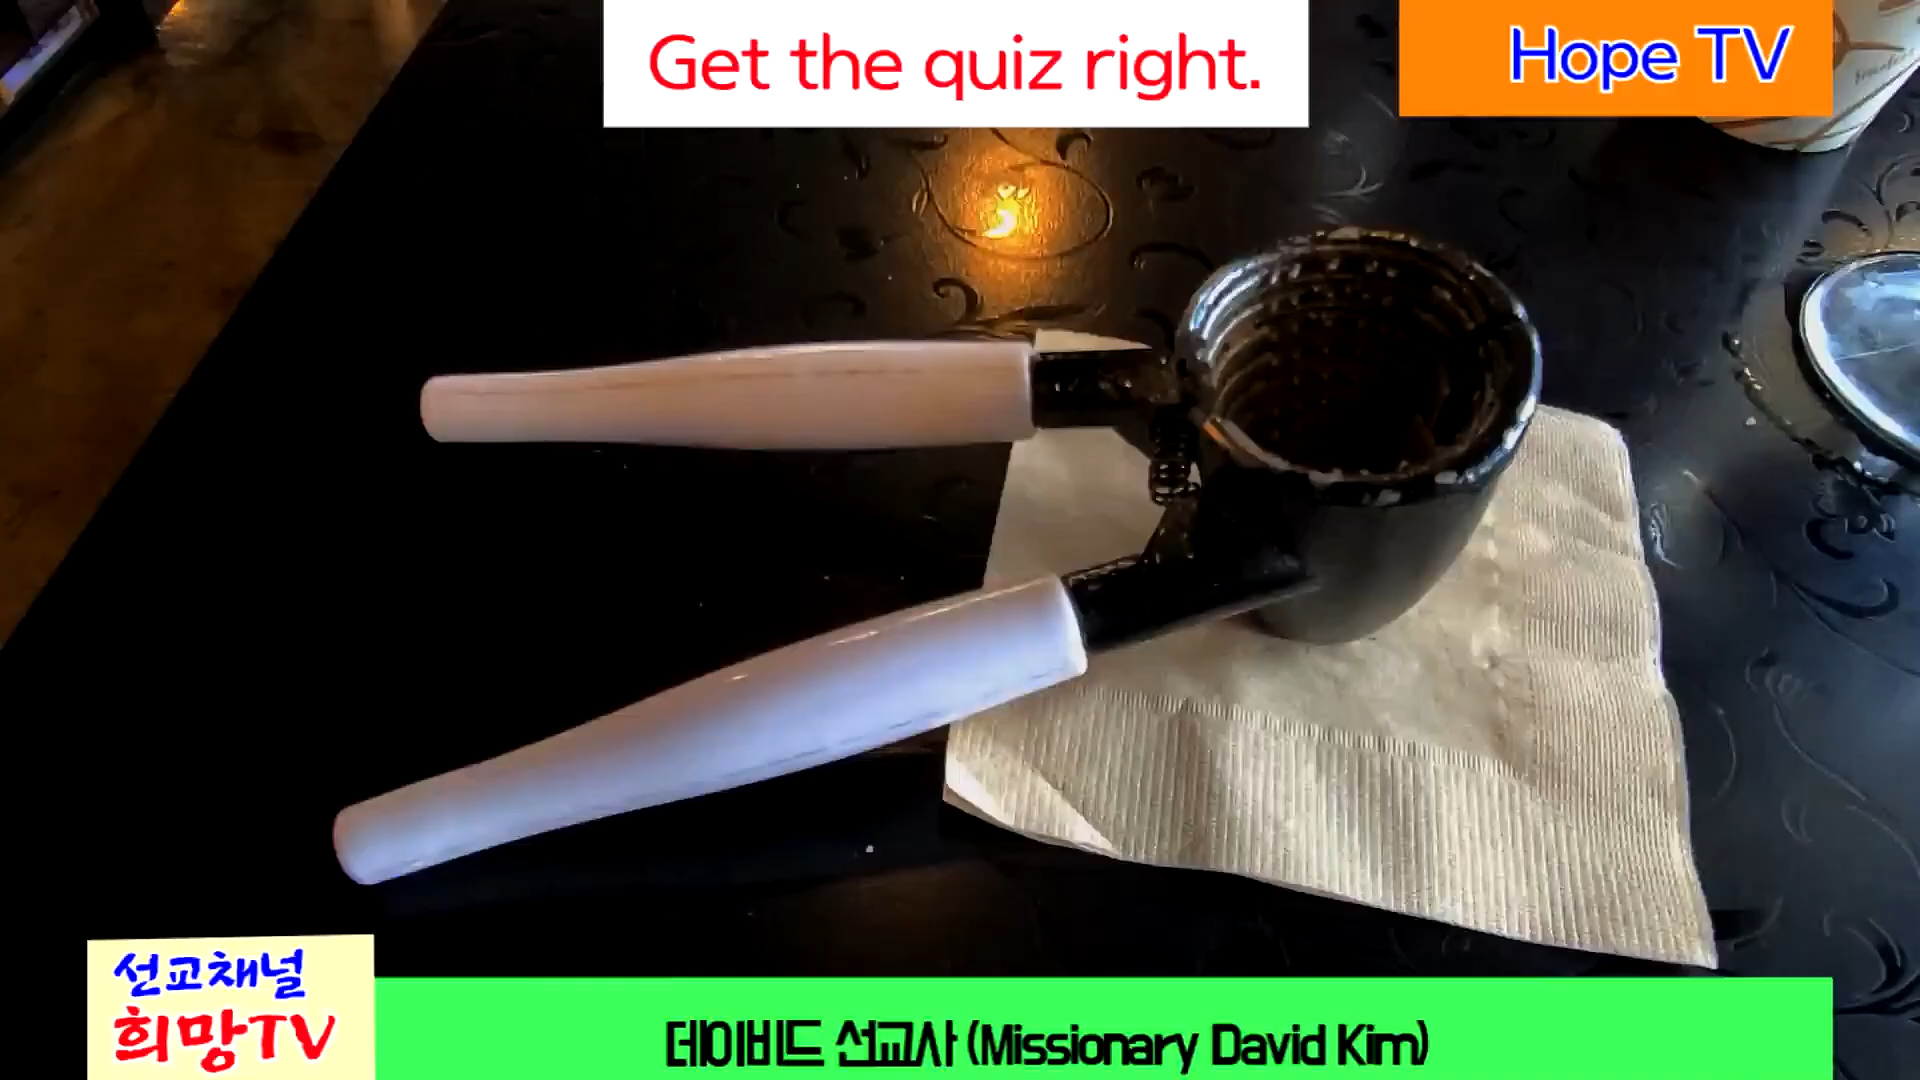 Get the quiz right.
Hope TV
선교채널
희망TV
데이비드 선교사 (Missionary David Kim)